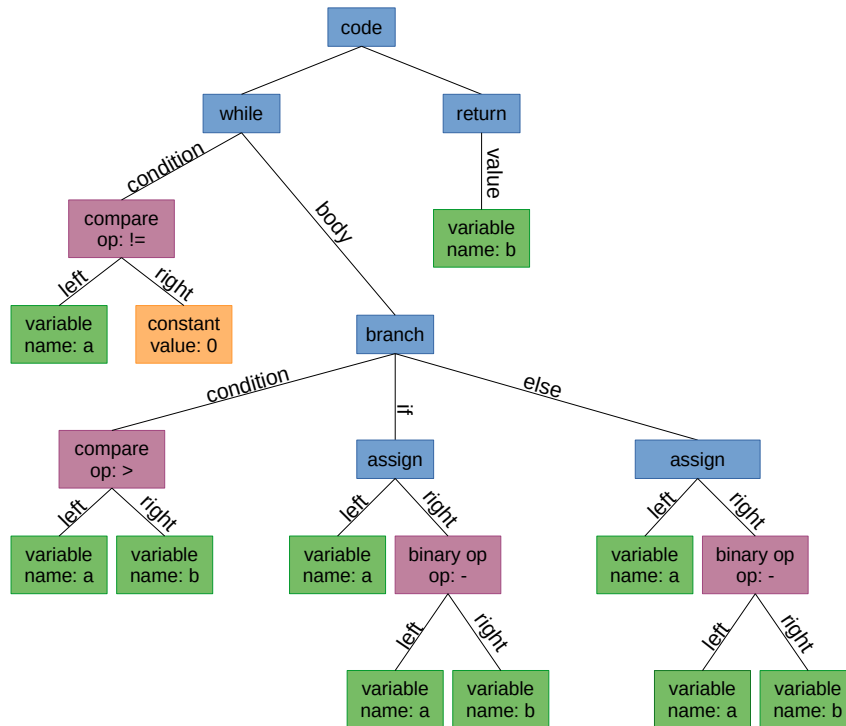 code
while
return
condition
body
value
compare
op: !=
variable
name: b
left
right
variable
name: a
constant
value: 0
branch
condition
if
else
compare
op: >
assign
assign
left
right
left
right
left
right
variable
name: a
variable
name: b
variable
name: a
binary op
op: -
variable
name: a
binary op
op: -
left
right
left
right
variable
name: a
variable
name: b
variable
name: a
variable
name: b